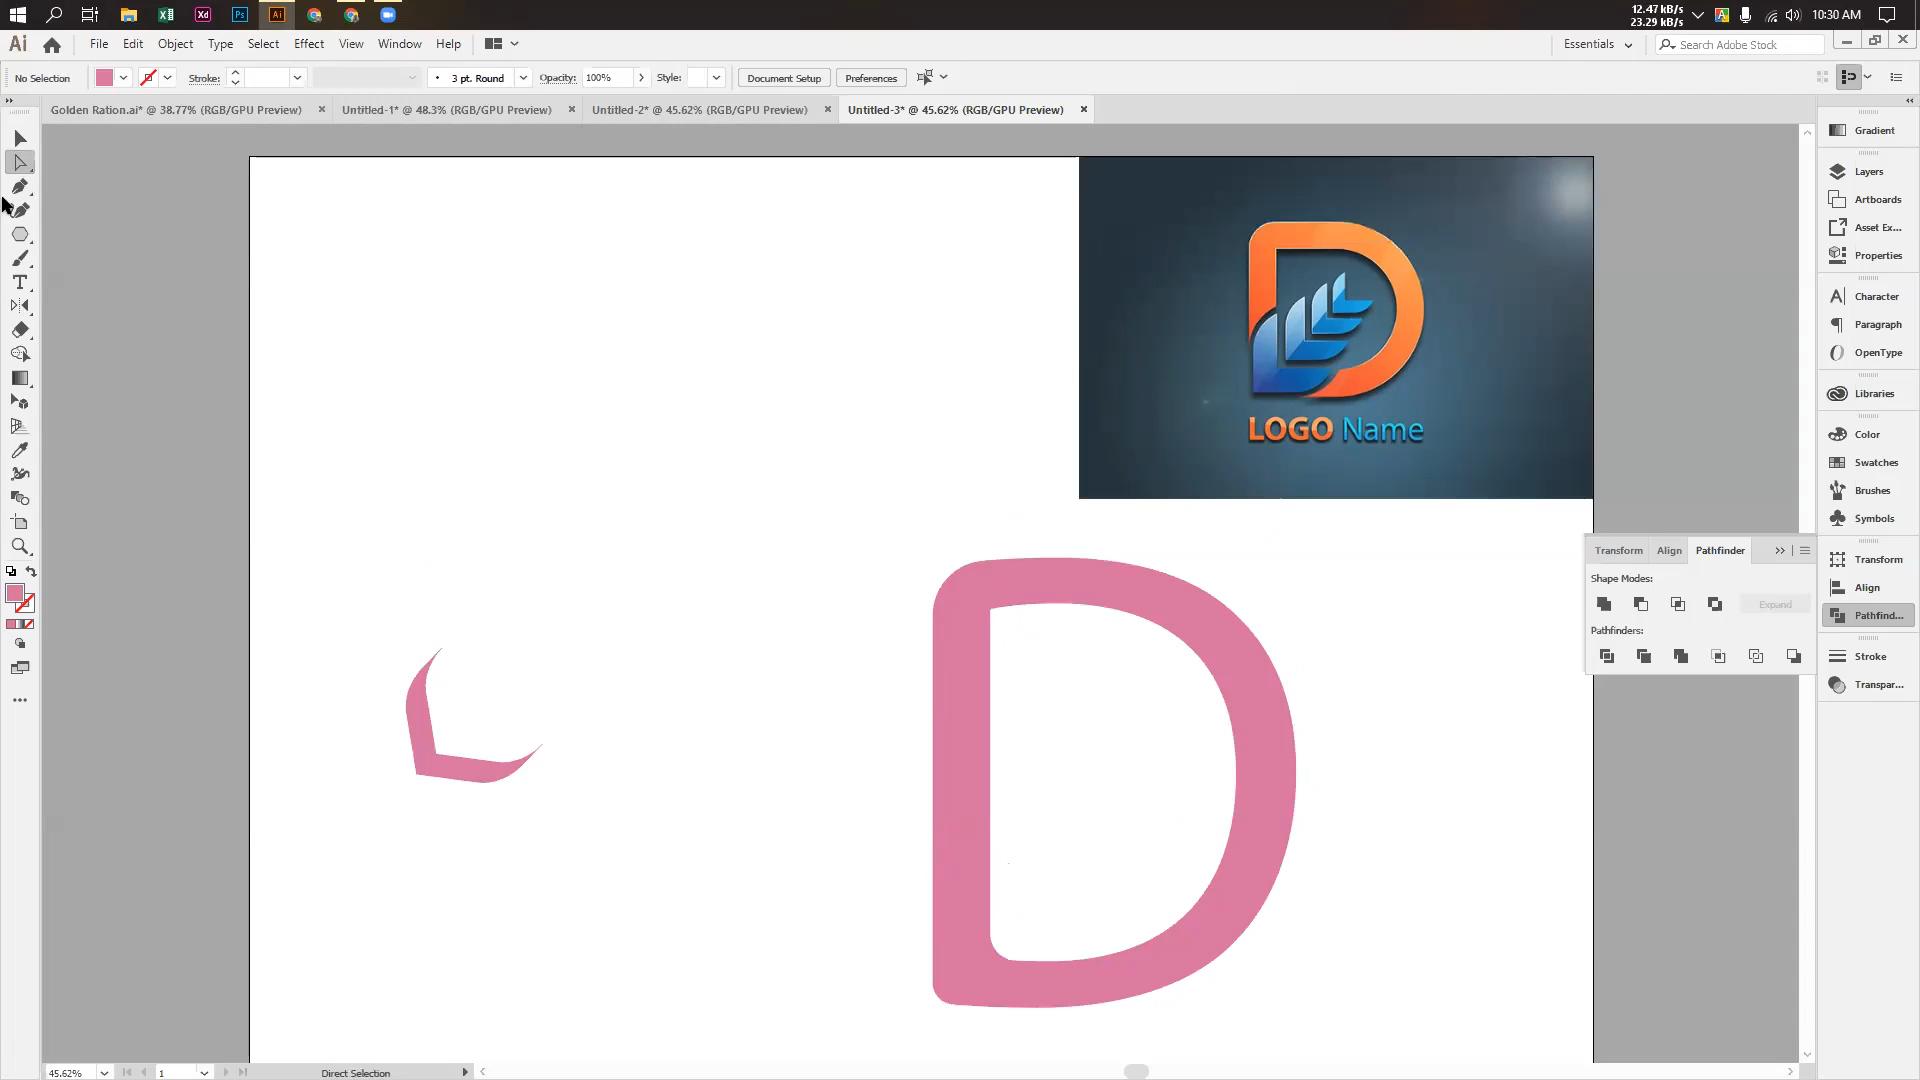 Xd
Ps
Ai
12.47 kB/s
23.29 kB/s
A
10:30 AM
Ai
File Edit Object Type Select Effect View Window Help
Essentials
Search Adobe Stock
No Selection
Stroke:
3 pt. Round
Opacity: 100%
Style:
Document Setup
Preferences
Golden Ration.ai* @ 38.77% (RGB/GPU Preview)
Untitled-1* @ 48.3% (RGB/GPU Preview)
Untitled-2* @ 45.62% (RGB/GPU Preview)
Untitled-3* @ 45.62% (RGB/GPU Preview)
D
LOGO Name
D
Gradient
Layers
Artboards
Asset Ex...
Properties
Character
Paragraph
OpenType
Libraries
Color
Swatches
Brushes
Symbols
Transform
Align
Pathfind...
Stroke
Transpar...
Transform Align Pathfinder
Shape Modes:
Expand
Pathfinders:
45.62%
1
Direct Selection